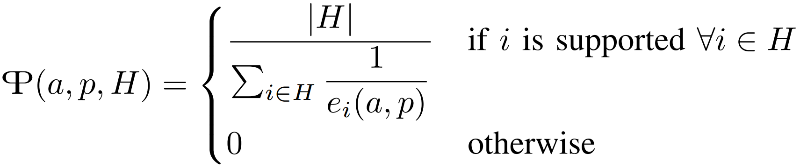 𝐏(a, p, H) = { |H| / ∑_{i∈H} 1 / e_i(a, p)   if i is supported ∀i ∈ H
0   otherwise